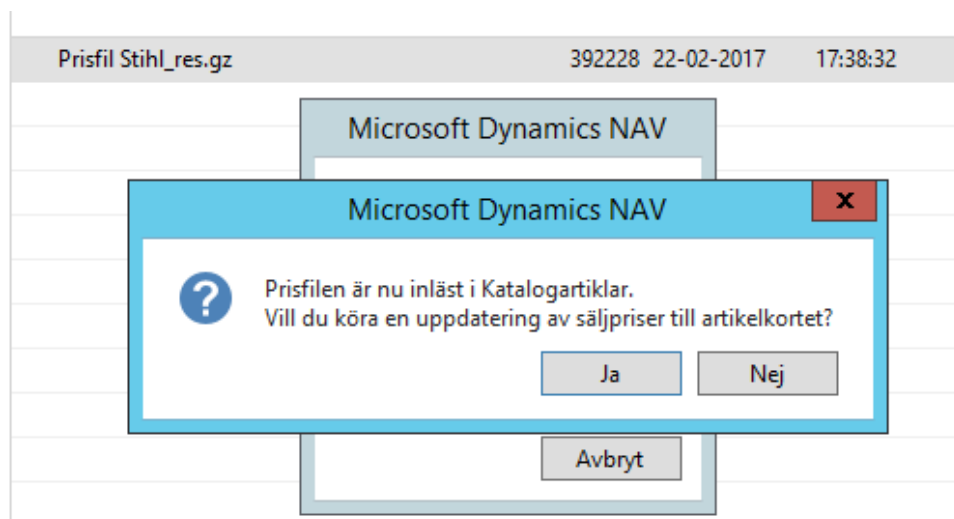 Prisfil Stihl_res.gz 392228 22-02-2017 17:38:32
Microsoft Dynamics NAV
Microsoft Dynamics NAV
x
Prisfilen är nu inläst i Katalogartiklar.
Vill du köra en uppdatering av säljpriser till artikelkortet?
Ja Nej
Avbryt